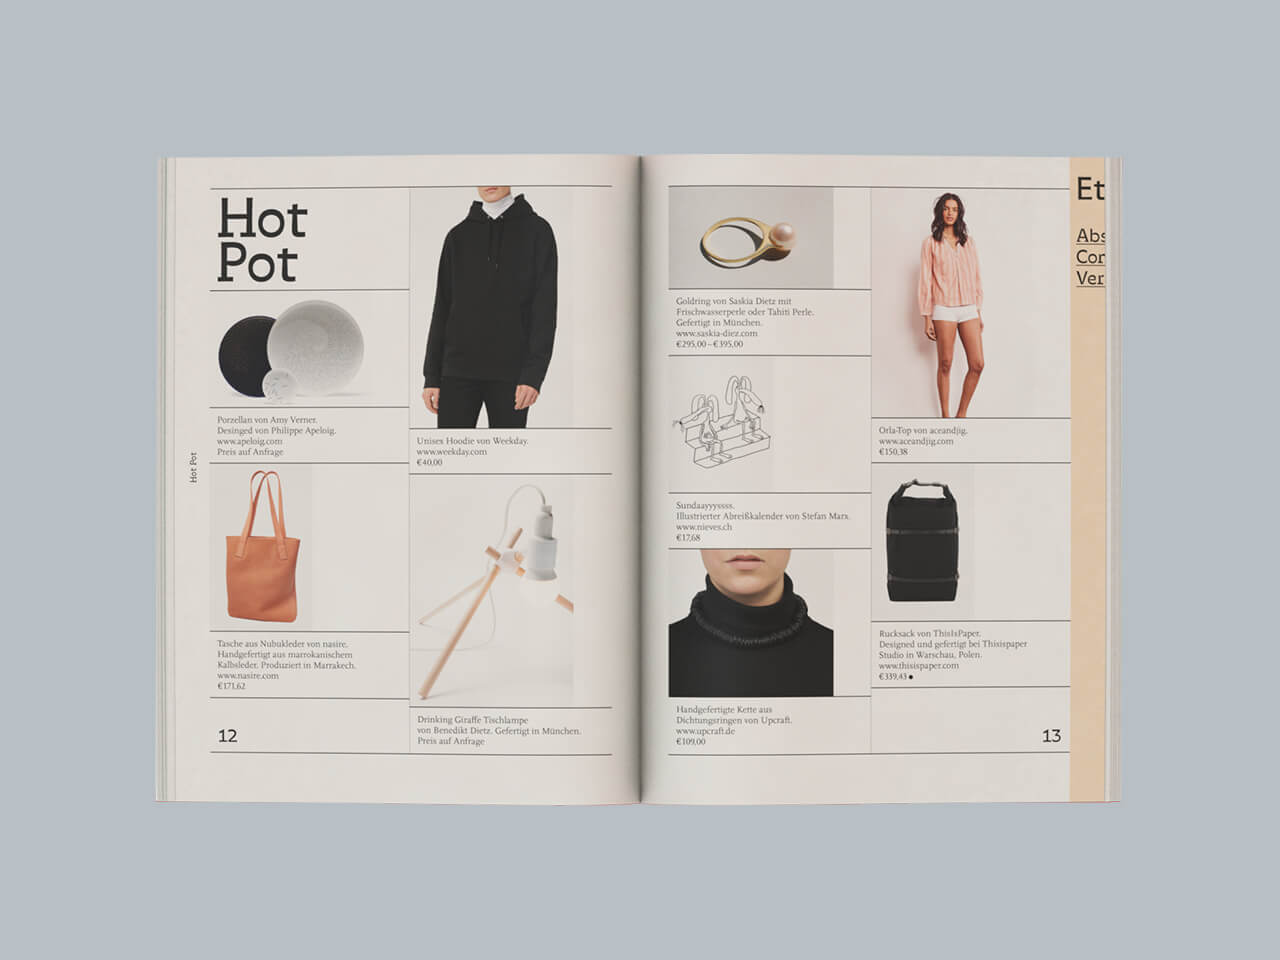 Hot
Pot
Porzellan von Amy Verner.
Desinged von Philippe Apeloig.
www.apeloig.com
Preis auf Anfrage
Hot Pot
Tasche aus Nubukleder von nasire.
Handgefertigt aus marrokanischem
Kalbsleder. Produziert in Marrakech.
www.nasire.com
€171,62
12
Unisex Hoodie von Weekday.
www.weekday.com
€40,00
Drinking Giraffe Tischlampe
von Benedikt Dietz. Gefertigt in München.
Preis auf Anfrage
Goldring von Saskia Dietz mit
Frischwasserperle oder Tahiti Perle.
Gefertigt in München.
www.saskia-diez.com
€295,00–€395,00
Sundaayyyssss.
Illustrierter Abreißkalender von Stefan Marx.
www.nieves.ch
€17,68
Handgefertigte Kette aus
Dichtungsringen von Upcraft.
www.upcraft.de
€109,00
Orla-Top von aceandjig.
www.aceandjig.com
€150,38
Rucksack von ThisIsPaper.
Designed und gefertigt bei Thisispaper
Studio in Warschau, Polen.
www.thisispaper.com
€339,43 ●
13
Et
Abs
Cor
Ver